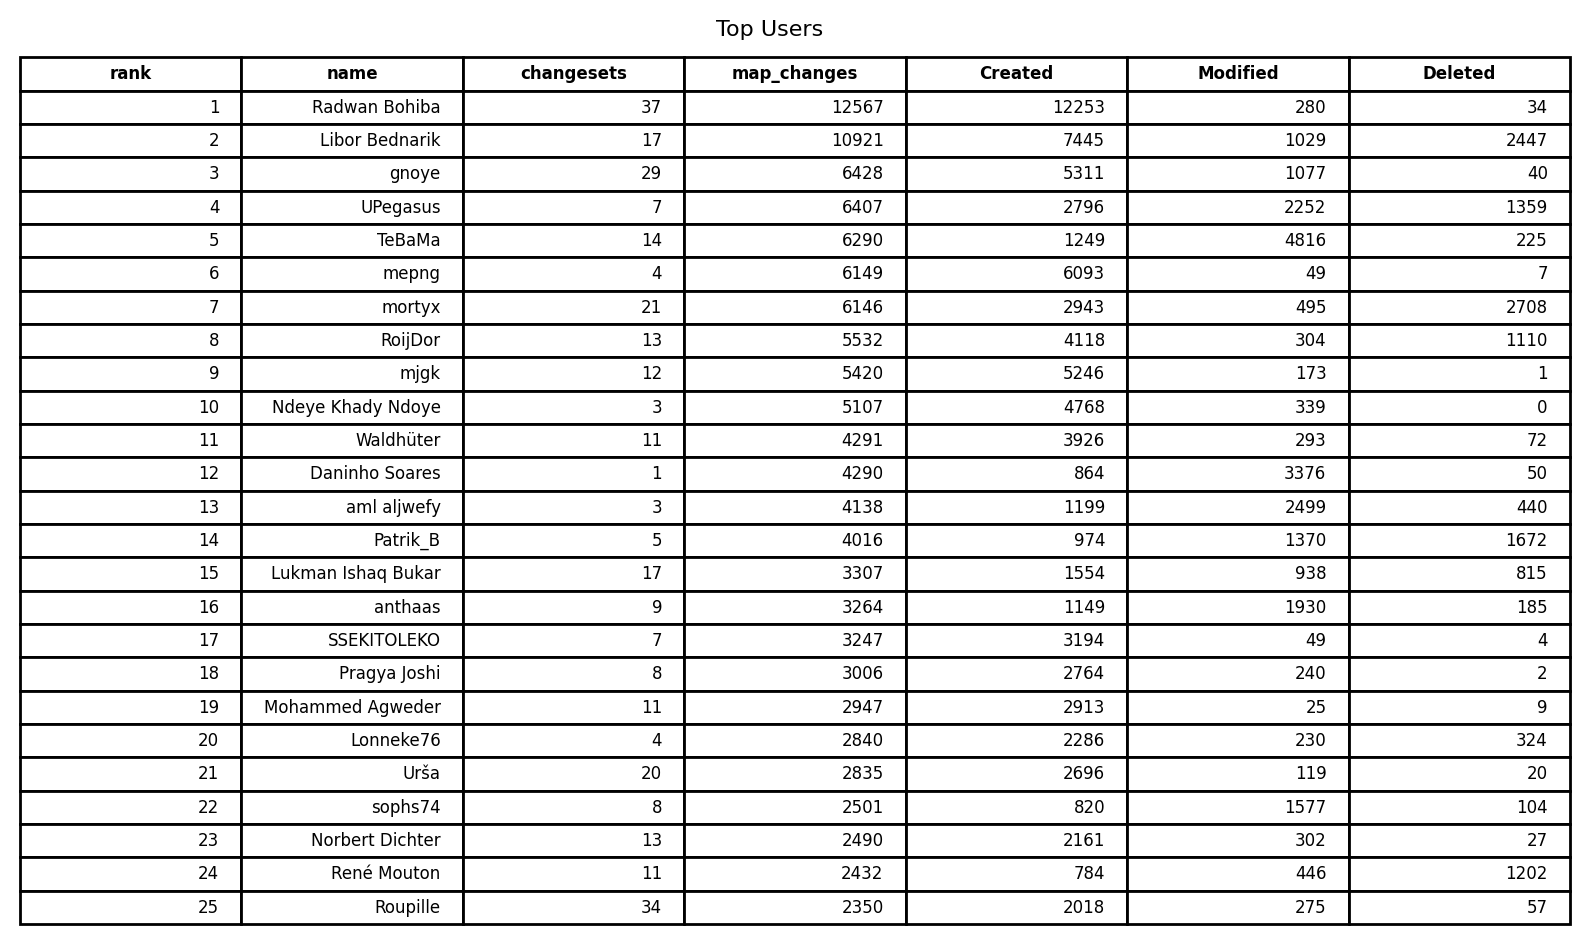 Top Users
rank name changesets map_changes Created Modified Deleted
1 Radwan Bohiba 37 12567 12253 280 34
2 Libor Bednarik 17 10921 7445 1029 2447
3 gnoye 29 6428 5311 1077 40
4 UPegasus 7 6407 2796 2252 1359
5 TeBaMa 14 6290 1249 4816 225
6 mepng 4 6149 6093 49 7
7 mortyx 21 6146 2943 495 2708
8 RoijDor 13 5532 4118 304 1110
9 mjgk 12 5420 5246 173 1
10 Ndeye Khady Ndoye 3 5107 4768 339 0
11 Waldhüter 11 4291 3926 293 72
12 Daninho Soares 1 4290 864 3376 50
13 aml aljwefy 3 4138 1199 2499 440
14 Patrik_B 5 4016 974 1370 1672
15 Lukman Ishaq Bukar 17 3307 1554 938 815
16 anthaas 9 3264 1149 1930 185
17 SSEKITOLEKO 7 3247 3194 49 4
18 Pragya Joshi 8 3006 2764 240 2
19 Mohammed Agweder 11 2947 2913 25 9
20 Lonneke76 4 2840 2286 230 324
21 Urša 20 2835 2696 119 20
22 sophs74 8 2501 820 1577 104
23 Norbert Dichter 13 2490 2161 302 27
24 René Mouton 11 2432 784 446 1202
25 Roupille 34 2350 2018 275 57